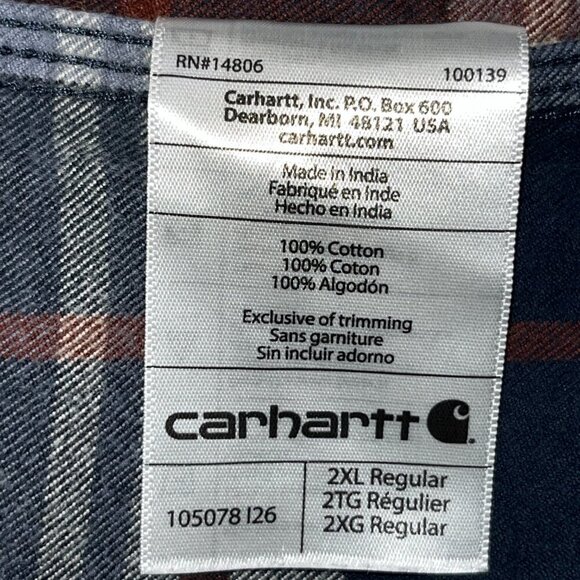 RN#14806 100139
Carhartt, Inc. P.O. Box 600
Dearborn, MI 48121 USA
carhartt.com
Made in India
Fabriqué en Inde
Hecho en India
100% Cotton
100% Coton
100% Algodón
Exclusive of trimming
Sans garniture
Sin incluir adorno
carhartt
105078 I26
2XL Regular
2TG Régulier
2XG Regular